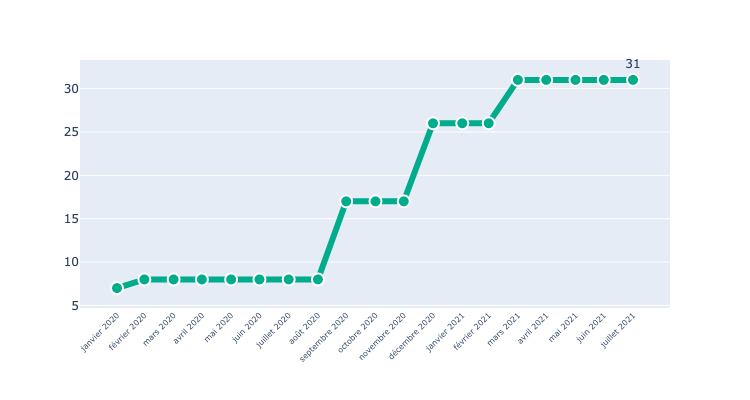 31
30
25
20
15
10
5
janvier 2020
février 2020
mars 2020
avril 2020
mai 2020
juin 2020
juillet 2020
août 2020
septembre 2020
octobre 2020
novembre 2020
décembre 2020
janvier 2021
février 2021
mars 2021
avril 2021
mai 2021
juin 2021
juillet 2021